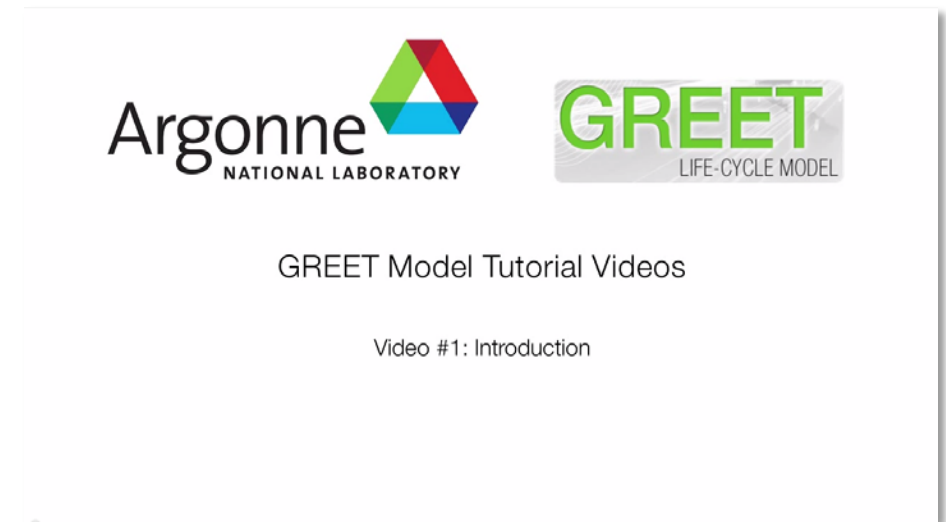 Argonne
NATIONAL LABORATORY
GREET
LIFE-CYCLE MODEL
GREET Model Tutorial Videos
Video #1: Introduction